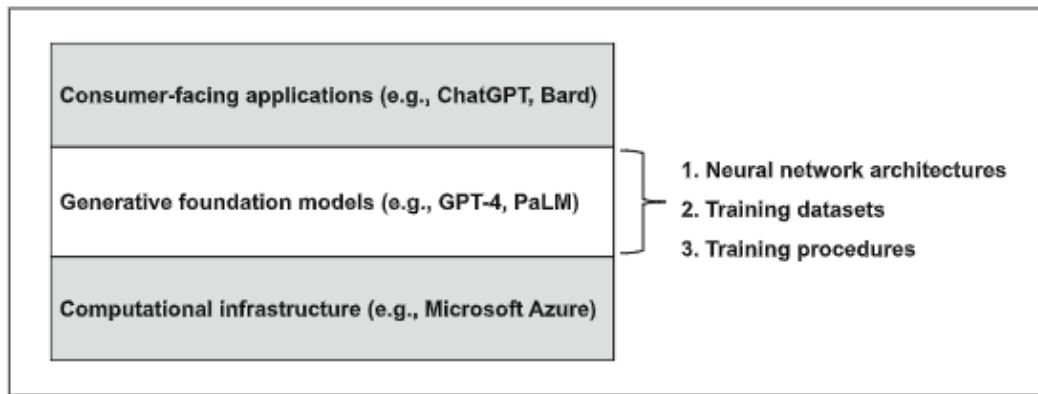 Consumer-facing applications (e.g., ChatGPT, Bard)
Generative foundation models (e.g., GPT-4, PaLM)
1. Neural network architectures
2. Training datasets
3. Training procedures
Computational infrastructure (e.g., Microsoft Azure)